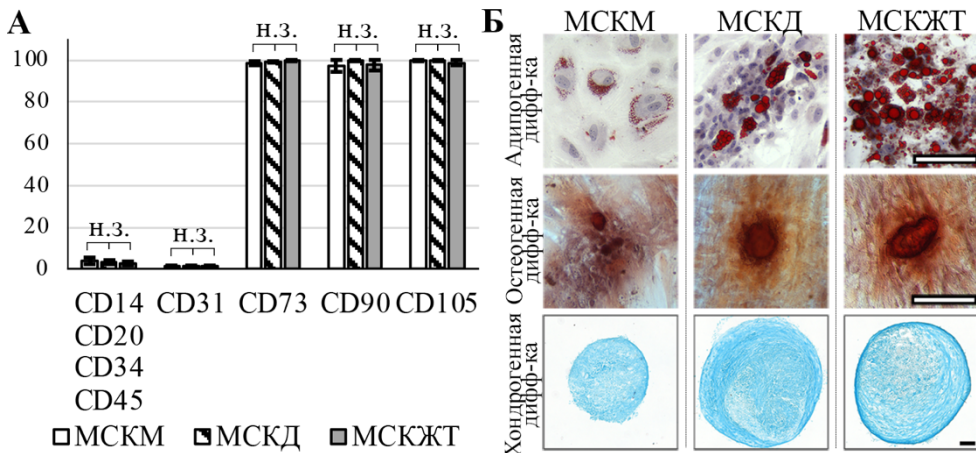 А
н.з. н.з. н.з.
н.з. н.з.
100
80
60
40
20
0
CD14 CD31 CD73 CD90 CD105
CD20
CD34
CD45
МСКМ МСКД МСКЖТ
Б
МСКМ МСКД МСКЖТ
Адипогенная
дифф-ка
Остеогенная
дифф-ка
Хондрогенная
дифф-ка